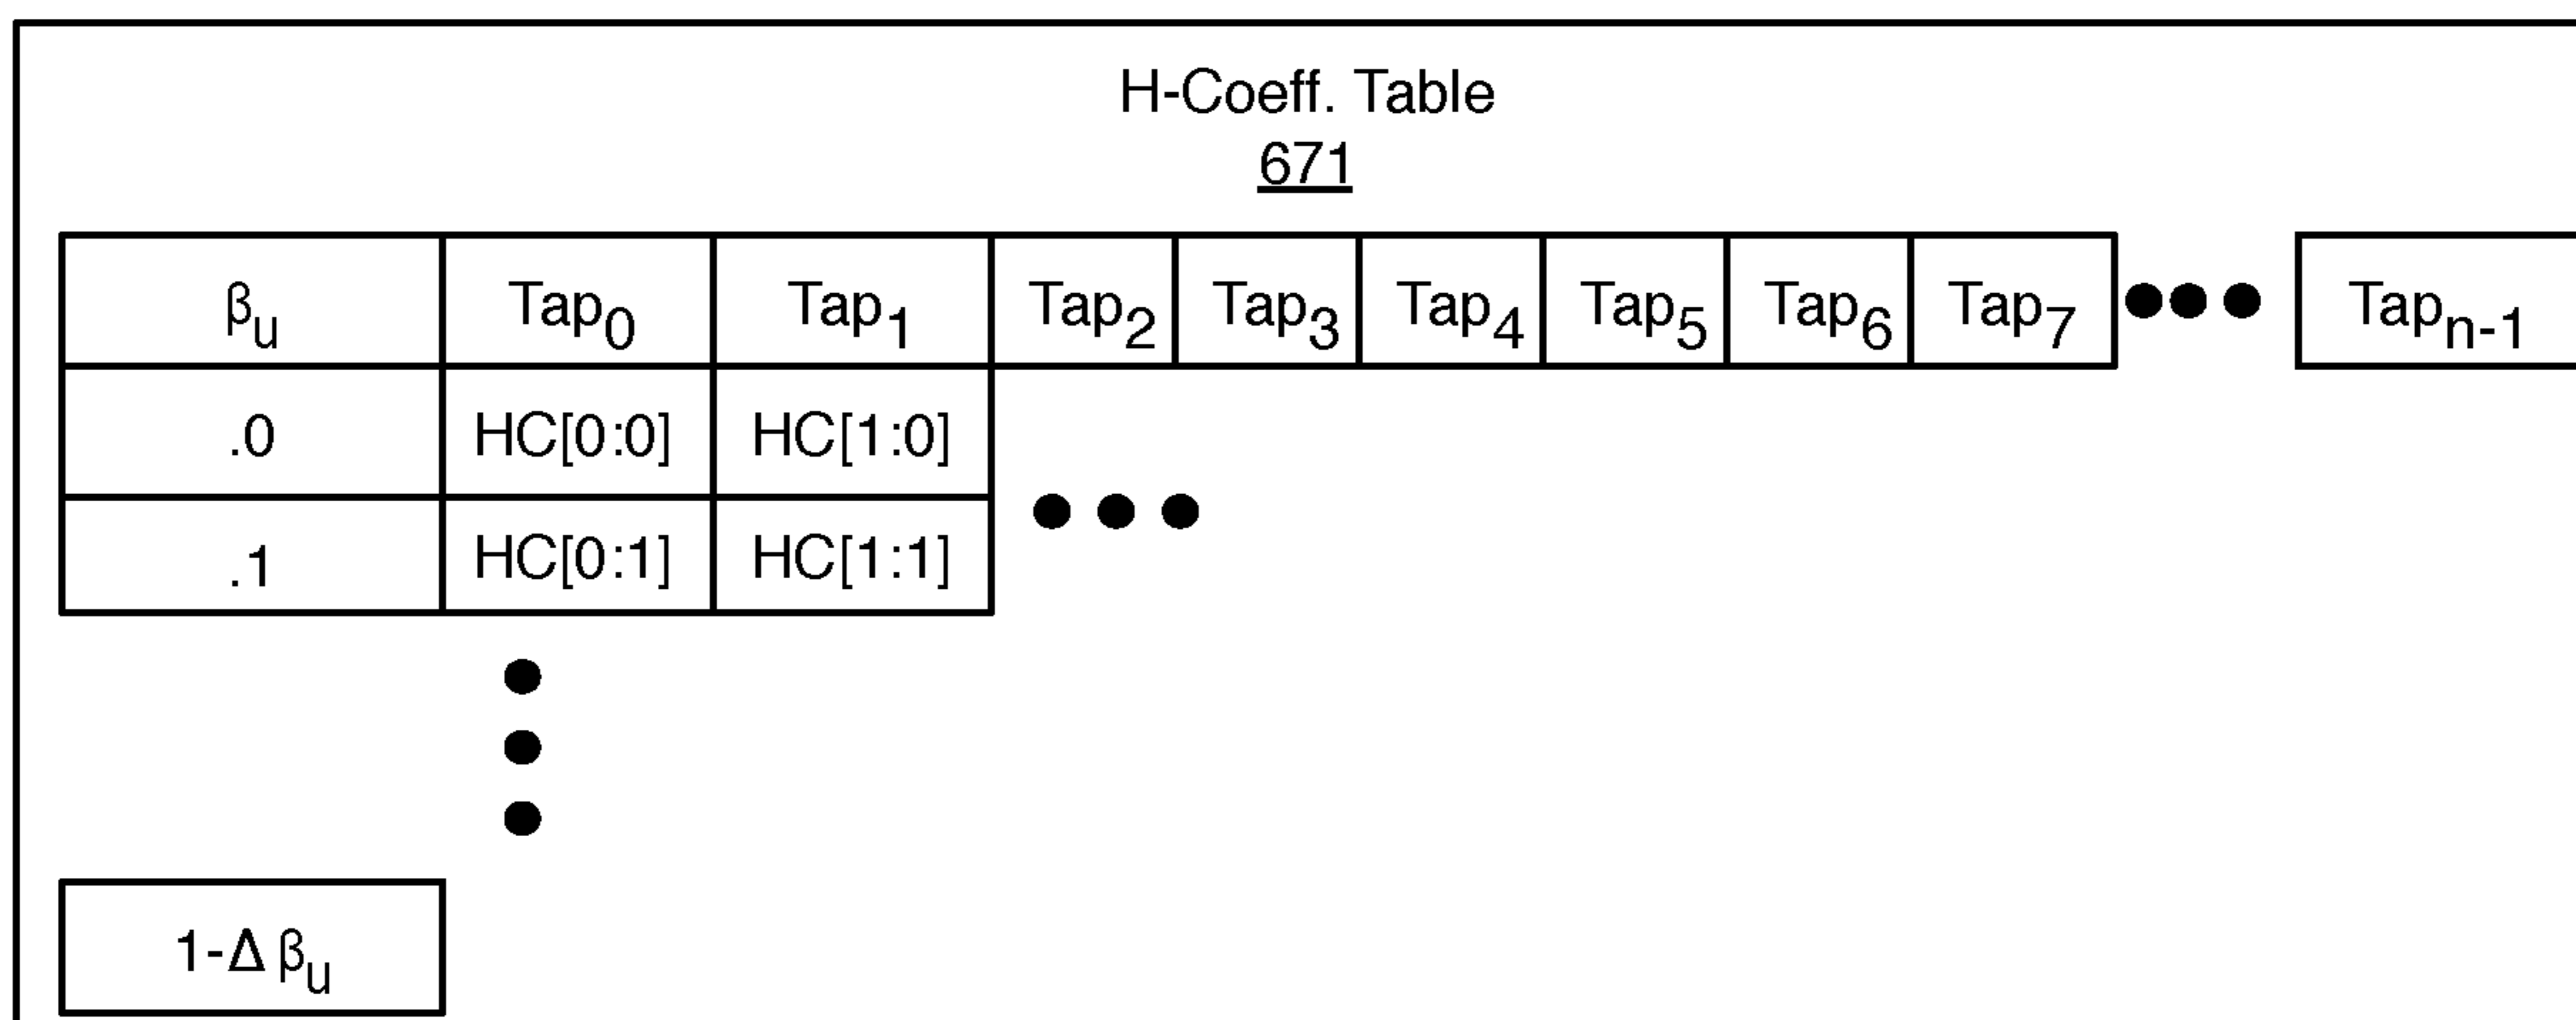 H-Coeff. Table
671
βu Tap0 Tap1 Tap2 Tap3 Tap4 Tap5 Tap6 Tap7 Tapn-1
.0 HC[0:0] HC[1:0]
.1 HC[0:1] HC[1:1]
1-Δ βu